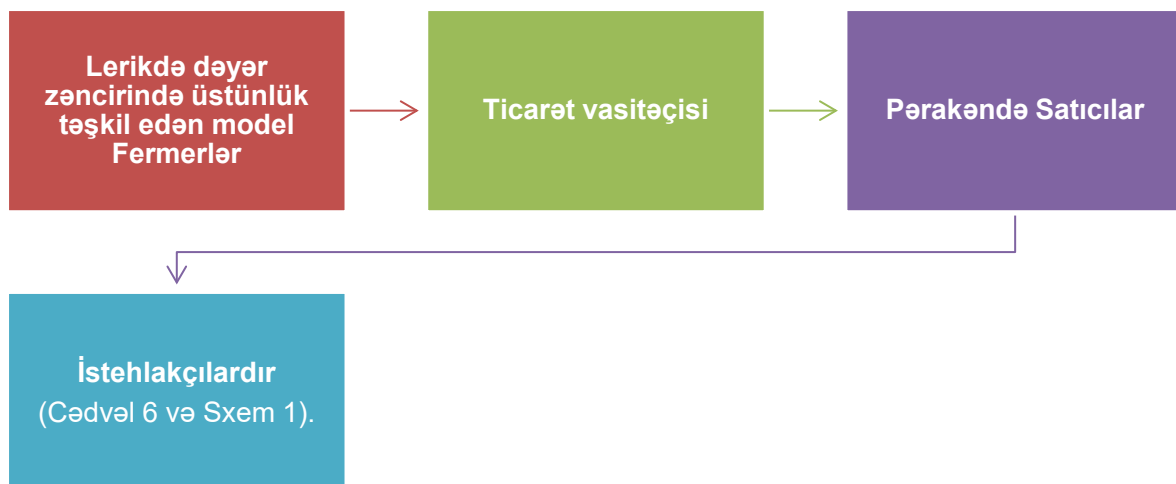 Lerikdə dəyər
zəncirində üstünlük
təşkil edən model
Fermerlər
Ticarət vasitəçisi
Pərakəndə Satıcılar
İstehlakçılardır
(Cədvəl 6 və Sxem 1).